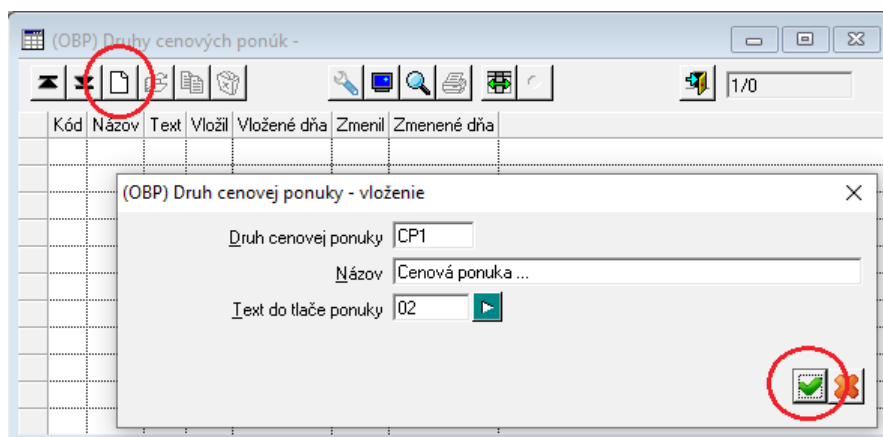 (OBP) Druhy cenových ponúk -
1/0
Kód Názov Text Vložil Vložené dňa Zmenil Zmenené dňa
(OBP) Druh cenovej ponuky - vloženie
Druh cenovej ponuky CP1
Názov Cenová ponuka ...
Text do tlače ponuky 02